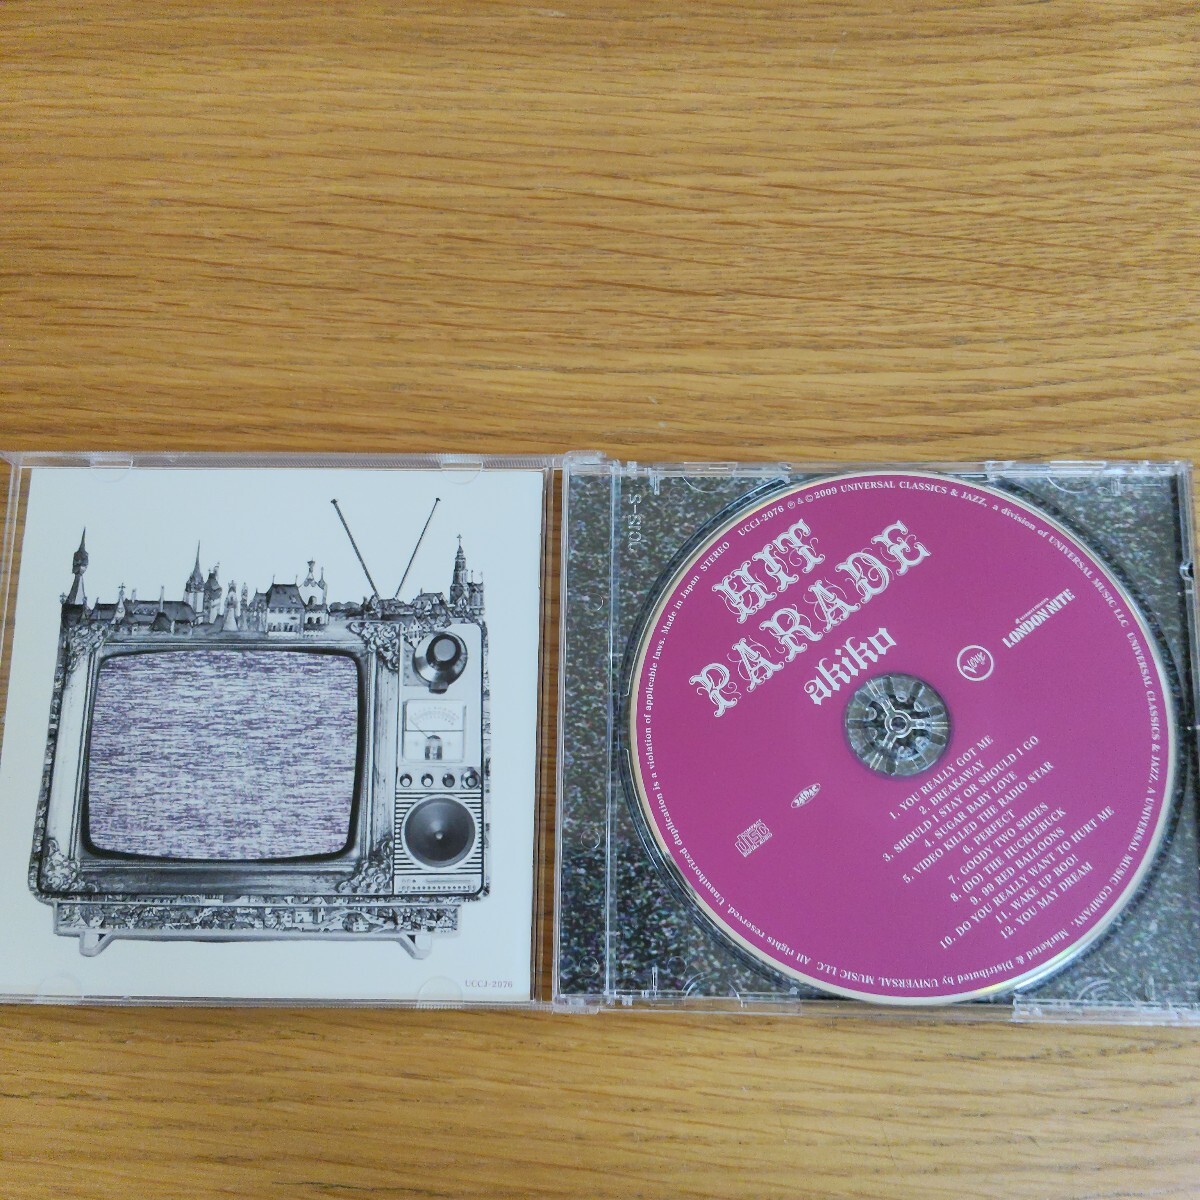 UCCJ-2076
HIT
PARADE
akiko
Verve
LONDON NITE
1. YOU REALLY GOT ME
2. BREAKAWAY
3. SHOULD I STAY OR SHOULD I GO
4. SUGAR BABY LOVE
5. VIDEO KILLED THE RADIO STAR
6. PERFECT
7. GOODY TWO SHOES
8. (DO) THE HUCKLEBUCK
9. 99 RED BALLOONS
10. DO YOU REALLY WANT TO HURT ME
11. WAKE UP BOO!
12. YOU MAY DREAM
COMPACT
disc
DIGITAL AUDIO
Unauthorized duplication is a violation of applicable laws. Made in Japan STEREO UCCJ-2076 ℗ & © 2009 UNIVERSAL CLASSICS & JAZZ, a division of UNIVERSAL MUSIC LLC UNIVERSAL CLASSICS & JAZZ, A UNIVERSAL MUSIC COMPANY. Marketed & Distributed by UNIVERSAL MUSIC LLC All rights reserved.